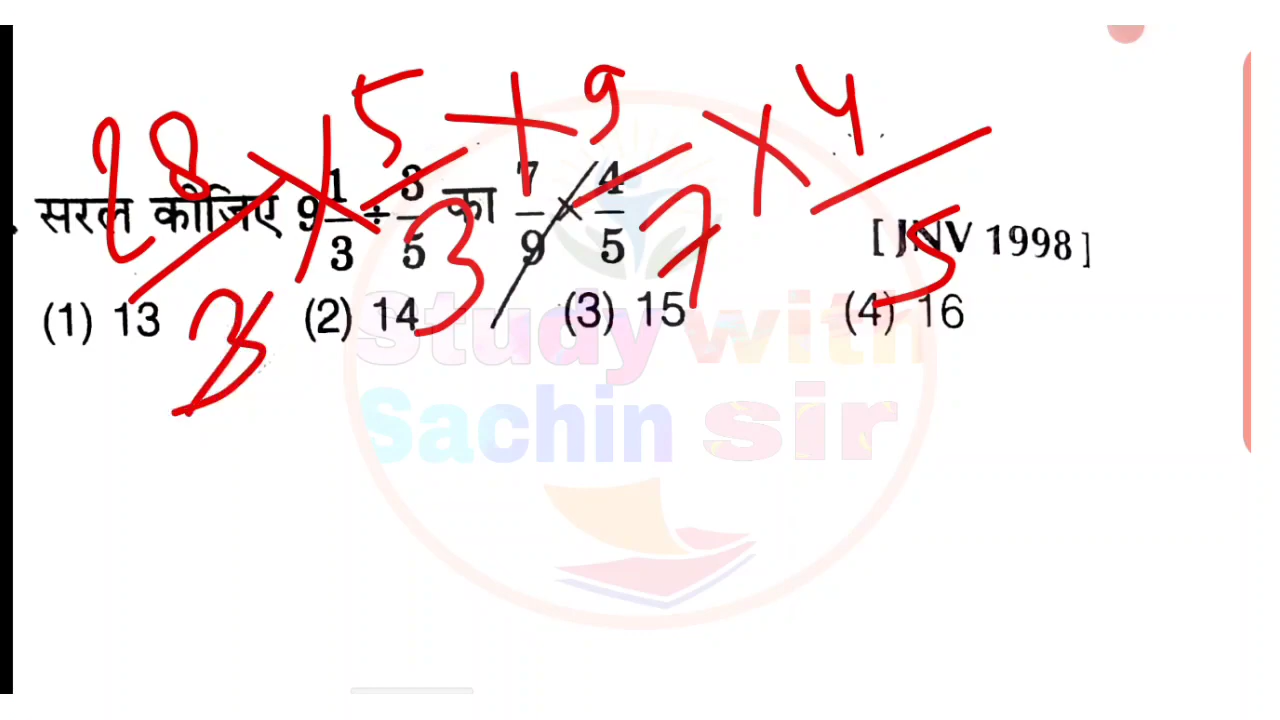 28 × 5 × 9 × 4
. सरल कीजिए 9 1/3 ÷ 3/5 का 7/9 × 4/5 [ JNV 1998 ]
3 3 7 5
(1) 13 (2) 14 (3) 15 (4) 16
Study with
Sachin sir